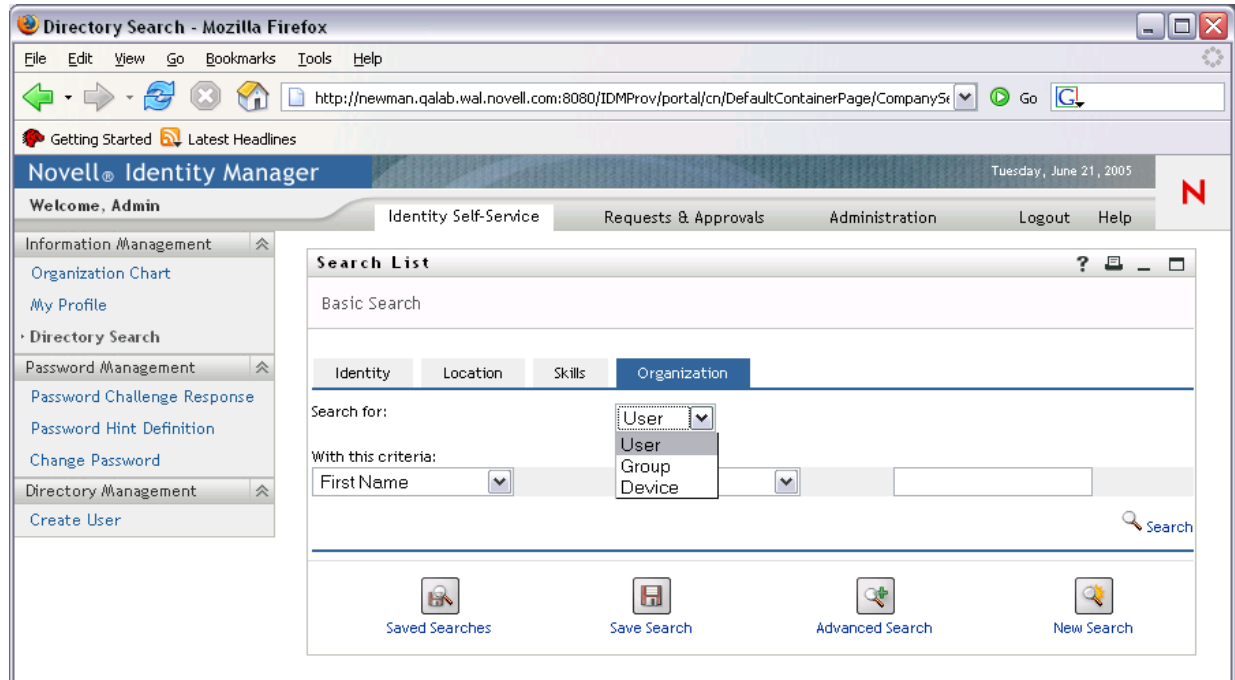 Directory Search - Mozilla Firefox
File Edit View Go Bookmarks Tools Help
http://newman.qalab.wal.novell.com:8080/IDMProv/portal/cn/DefaultContainerPage/CompanySe Go G
Getting Started Latest Headlines
Novell® Identity Manager Tuesday, June 21, 2005 N
Welcome, Admin
Identity Self-Service Requests & Approvals Administration Logout Help
Information Management
Organization Chart
My Profile
Directory Search
Password Management
Password Challenge Response
Password Hint Definition
Change Password
Directory Management
Create User
Search List ?
Basic Search
Identity Location Skills Organization
Search for: User
User
Group
Device
With this criteria:
First Name
Search
Saved Searches Save Search Advanced Search New Search